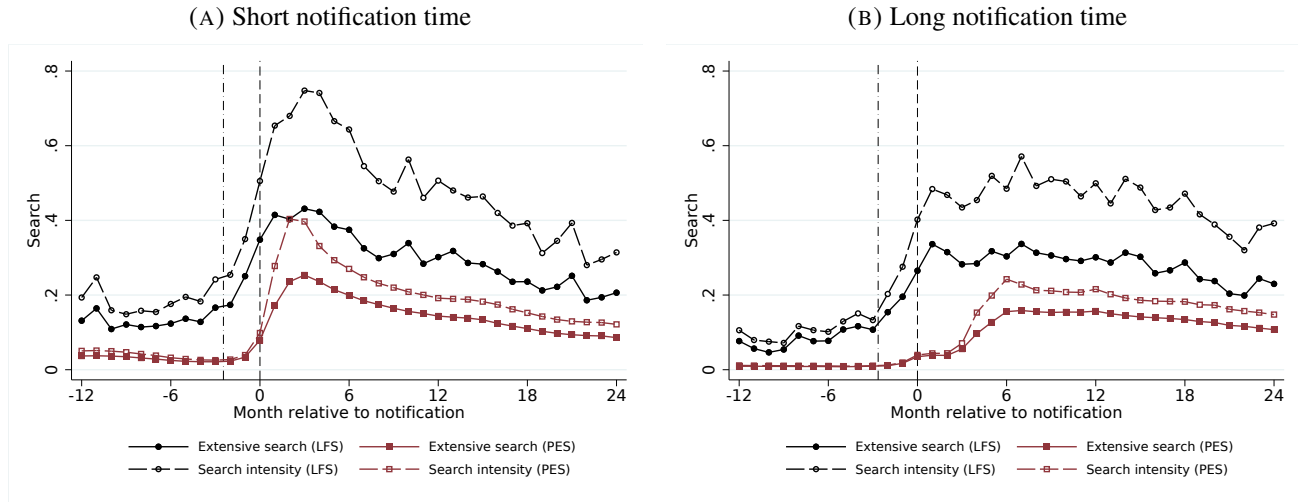 (A) Short notification time
.8
.6
.4
.2
0
Search
-12 -6 0 6 12 18 24
Month relative to notification
Extensive search (LFS) Extensive search (PES)
Search intensity (LFS) Search intensity (PES)
(B) Long notification time
.8
.6
.4
.2
0
Search
-12 -6 0 6 12 18 24
Month relative to notification
Extensive search (LFS) Extensive search (PES)
Search intensity (LFS) Search intensity (PES)